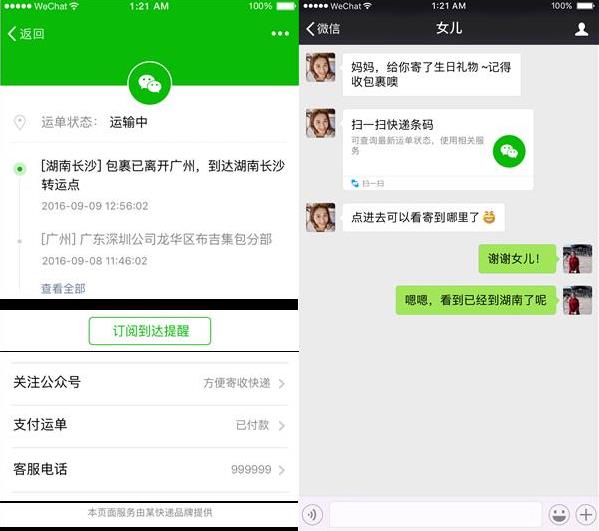 WeChat 1:21 AM 100%
返回
运单状态： 运输中
[湖南长沙] 包裹已离开广州，到达湖南长沙
转运点
2016-09-09 12:56:02
[广州] 广东深圳公司龙华区布吉集包分部
2016-09-08 11:46:02
查看全部
订阅到达提醒
关注公众号 方便寄收快递
支付运单 已付款
客服电话 999999
本页面服务由某快递品牌提供
WeChat 1:21 AM 100%
微信 女儿
妈妈，给你寄了生日礼物 ~记得
收包裹噢
扫一扫快递条码
可查询最新运单状态，使用相关服
务
扫一扫
点进去可以看寄到哪里了
谢谢女儿！
嗯嗯，看到已经到湖南了呢